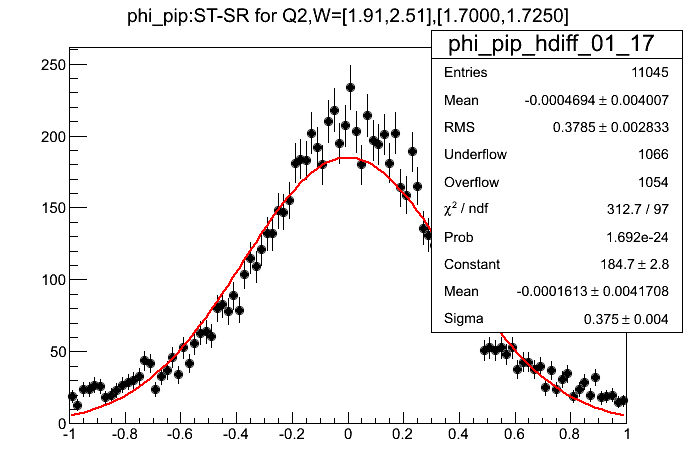 phi_pip:ST-SR for Q2,W=[1.91,2.51],[1.7000,1.7250]
phi_pip_hdiff_01_17
Entries 11045
Mean -0.0004694 ± 0.004007
RMS 0.3785 ± 0.002833
Underflow 1066
Overflow 1054
χ² / ndf 312.7 / 97
Prob 1.692e-24
Constant 184.7 ± 2.8
Mean -0.0001613 ± 0.0041708
Sigma 0.375 ± 0.004
250
200
150
100
50
0
-1 -0.8 -0.6 -0.4 -0.2 0 0.2 0.4 0.6 0.8 1